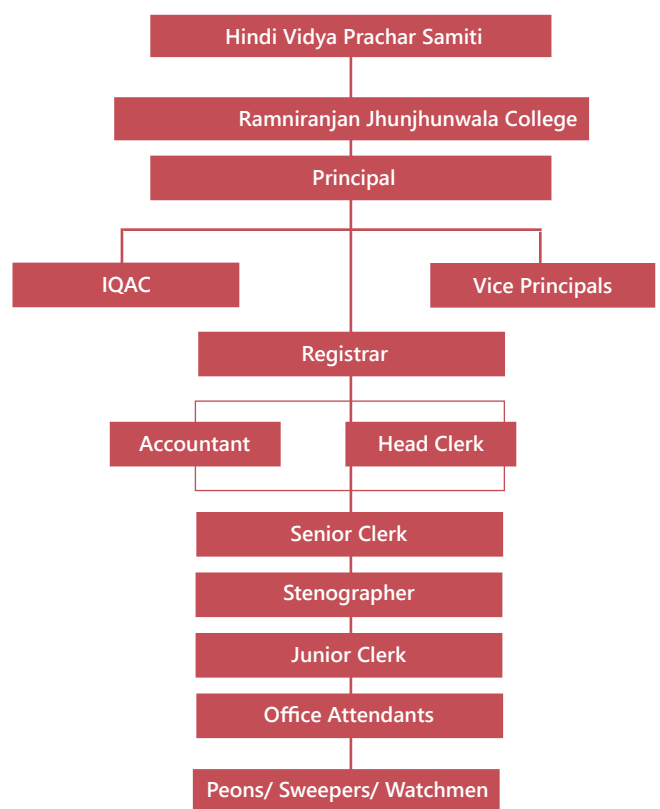 Hindi Vidya Prachar Samiti
Ramniranjan Jhunjhunwala College
Principal
IQAC
Vice Principals
Registrar
Accountant
Head Clerk
Senior Clerk
Stenographer
Junior Clerk
Office Attendants
Peons/ Sweepers/ Watchmen